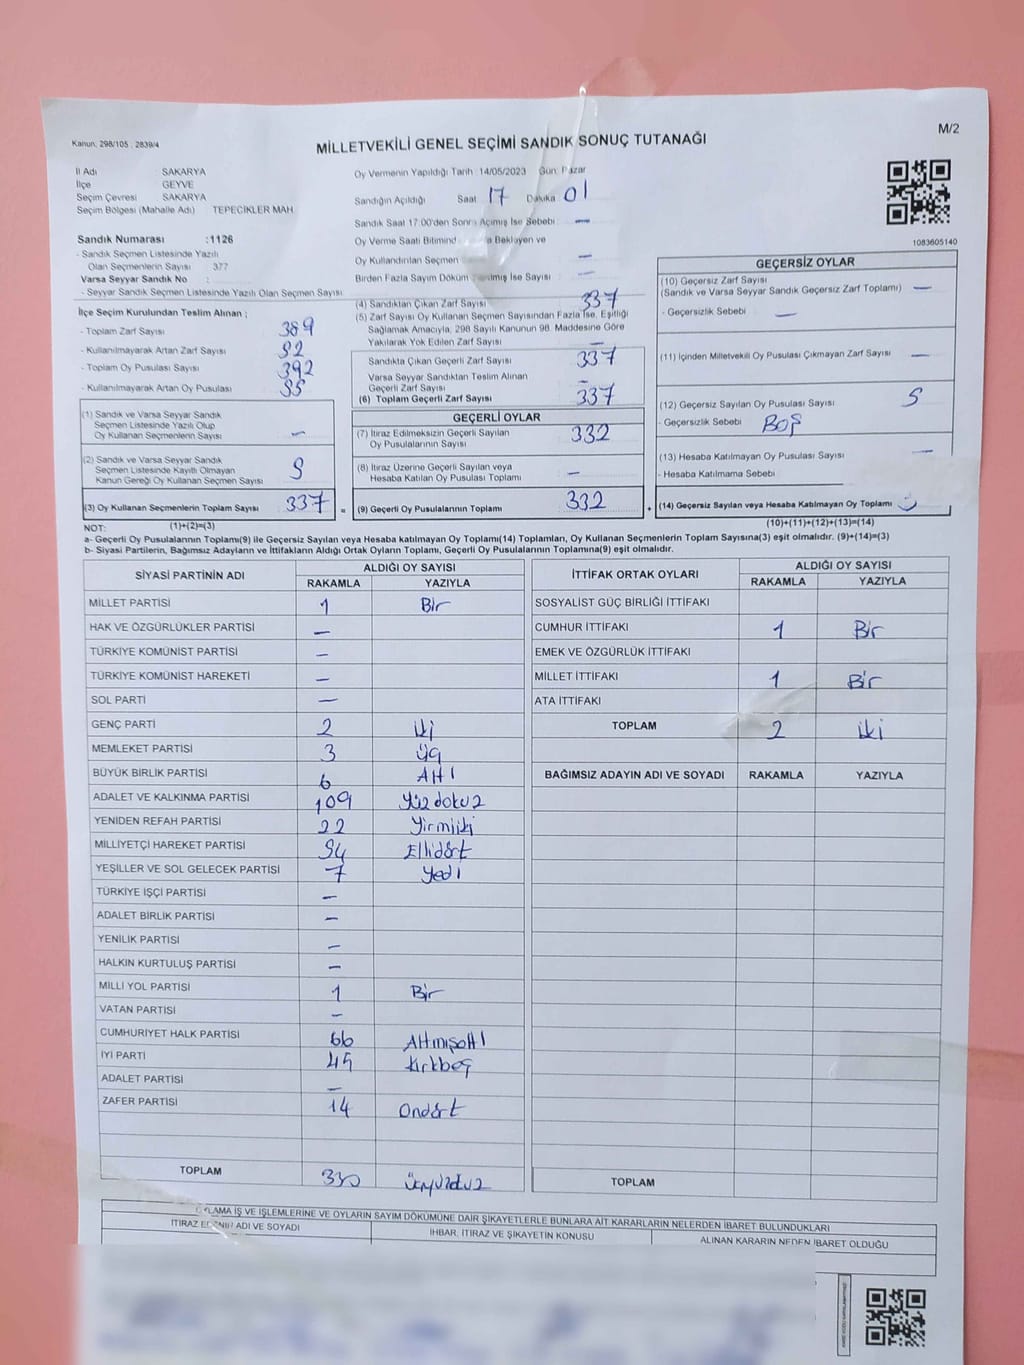 Kanun, 298/105 , 2839/4
MİLLETVEKİLİ GENEL SEÇİMİ SANDIK SONUÇ TUTANAĞI
M/2
İl Adı SAKARYA
İlçe GEYVE
Seçim Çevresi SAKARYA
Seçim Bölgesi (Mahalle Adı) TEPECİKLER MAH.
Sandık Numarası :1126
- Sandık Seçmen Listesinde Yazılı
Olan Seçmenlerin Sayısı 377
Varsa Seyyar Sandık No :
- Seyyar Sandık Seçmen Listesinde Yazılı Olan Seçmen Sayısı
Oy Vermenin Yapıldığı Tarih 14/05/2023 Gün: Pazar
Sandığın Açıldığı Saat 17 Dakika 01
Sandık Saat 17:00'den Sonra Açılmış İse Sebebi : —
Oy Verme Saati Bitiminde Bekleyen ve
Oy Kullandırılan Seçmen —
Birden Fazla Sayım Döküm Yapılmış İse Sayısı —
1083605140
İlçe Seçim Kurulundan Teslim Alınan ;
- Toplam Zarf Sayısı 389
- Kullanılmayarak Artan Zarf Sayısı 52
- Toplam Oy Pusulası Sayısı 392
- Kullanılmayarak Artan Oy Pusulası 55
(1) Sandık ve Varsa Seyyar Sandık
Seçmen Listesinde Yazılı Olup
Oy Kullanan Seçmenlerin Sayısı —
(2) Sandık ve Varsa Seyyar Sandık
Seçmen Listesinde Kayıtlı Olmayan
Kanun Gereği Oy Kullanan Seçmen Sayısı 5
(3) Oy Kullanan Seçmenlerin Toplam Sayısı 337
(1)+(2)=(3)
(4) Sandıktan Çıkan Zarf Sayısı 337
(5) Zarf Sayısı Oy Kullanan Seçmen Sayısından Fazla İse, Eşitliği
Sağlamak Amacıyla, 298 Sayılı Kanunun 98. Maddesine Göre
Yakılarak Yok Edilen Zarf Sayısı —
Sandıkta Çıkan Geçerli Zarf Sayısı 337
Varsa Seyyar Sandıktan Teslim Alınan
Geçerli Zarf Sayısı —
(6) Toplam Geçerli Zarf Sayısı 337
GEÇERLİ OYLAR
(7) İtiraz Edilmeksizin Geçerli Sayılan
Oy Pusulalarının Sayısı 332
(8) İtiraz Üzerine Geçerli Sayılan veya
Hesaba Katılan Oy Pusulası Toplamı —
= (9) Geçerli Oy Pusulalarının Toplamı 332 +
GEÇERSİZ OYLAR
(10) Geçersiz Zarf Sayısı
(Sandık ve Varsa Seyyar Sandık Geçersiz Zarf Toplamı) —
- Geçersizlik Sebebi —
(11) İçinden Milletvekili Oy Pusulası Çıkmayan Zarf Sayısı —
(12) Geçersiz Sayılan Oy Pusulası Sayısı 5
- Geçersizlik Sebebi BOŞ
(13) Hesaba Katılmayan Oy Pusulası Sayısı —
- Hesaba Katılmama Sebebi
(14) Geçersiz Sayılan veya Hesaba Katılmayan Oy Toplamı
(10)+(11)+(12)+(13)=(14)
NOT:
a- Geçerli Oy Pusulalarının Toplamı(9) ile Geçersiz Sayılan veya Hesaba katılmayan Oy Toplamı(14) Toplamları, Oy Kullanan Seçmenlerin Toplam Sayısına(3) eşit olmalıdır. (9)+(14)=(3)
b- Siyasi Partilerin, Bağımsız Adayların ve İttifakların Aldığı Ortak Oyların Toplamı, Geçerli Oy Pusulalarının Toplamına(9) eşit olmalıdır.
SİYASİ PARTİNİN ADI ALDIĞI OY SAYISI
RAKAMLA YAZIYLA
MİLLET PARTİSİ 1 Bir
HAK VE ÖZGÜRLÜKLER PARTİSİ —
TÜRKİYE KOMÜNİST PARTİSİ —
TÜRKİYE KOMÜNİST HAREKETİ —
SOL PARTİ —
GENÇ PARTİ 2 iki
MEMLEKET PARTİSİ 3 üç
BÜYÜK BİRLİK PARTİSİ 6 Altı
ADALET VE KALKINMA PARTİSİ 109 Yüzdokuz
YENİDEN REFAH PARTİSİ 22 Yirmiiki
MİLLİYETÇİ HAREKET PARTİSİ 54 Ellidört
YEŞİLLER VE SOL GELECEK PARTİSİ 7 Yedi
TÜRKİYE İŞÇİ PARTİSİ —
ADALET BİRLİK PARTİSİ —
YENİLİK PARTİSİ —
HALKIN KURTULUŞ PARTİSİ —
MİLLİ YOL PARTİSİ 1 Bir
VATAN PARTİSİ —
CUMHURİYET HALK PARTİSİ 66 Altmışaltı
İYİ PARTİ 45 Kırkbeş
ADALET PARTİSİ —
ZAFER PARTİSİ 14 Ondört
TOPLAM 330 Üçyüzotuz
İTTİFAK ORTAK OYLARI ALDIĞI OY SAYISI
RAKAMLA YAZIYLA
SOSYALİST GÜÇ BİRLİĞİ İTTİFAKI
CUMHUR İTTİFAKI 1 Bir
EMEK VE ÖZGÜRLÜK İTTİFAKI
MİLLET İTTİFAKI 1 Bir
ATA İTTİFAKI
TOPLAM 2 iki
BAĞIMSIZ ADAYIN ADI VE SOYADI RAKAMLA YAZIYLA
TOPLAM
OYLAMA İŞ VE İŞLEMLERİNE VE OYLARIN SAYIM DÖKÜMÜNE DAİR ŞİKAYETLERLE BUNLARA AİT KARARLARIN NELERDEN İBARET BULUNDUKLARI
İTİRAZ EDENİN ADI VE SOYADI İHBAR, İTİRAZ VE ŞİKAYETİN KONUSU ALINAN KARARIN NEDEN İBARET OLDUĞU